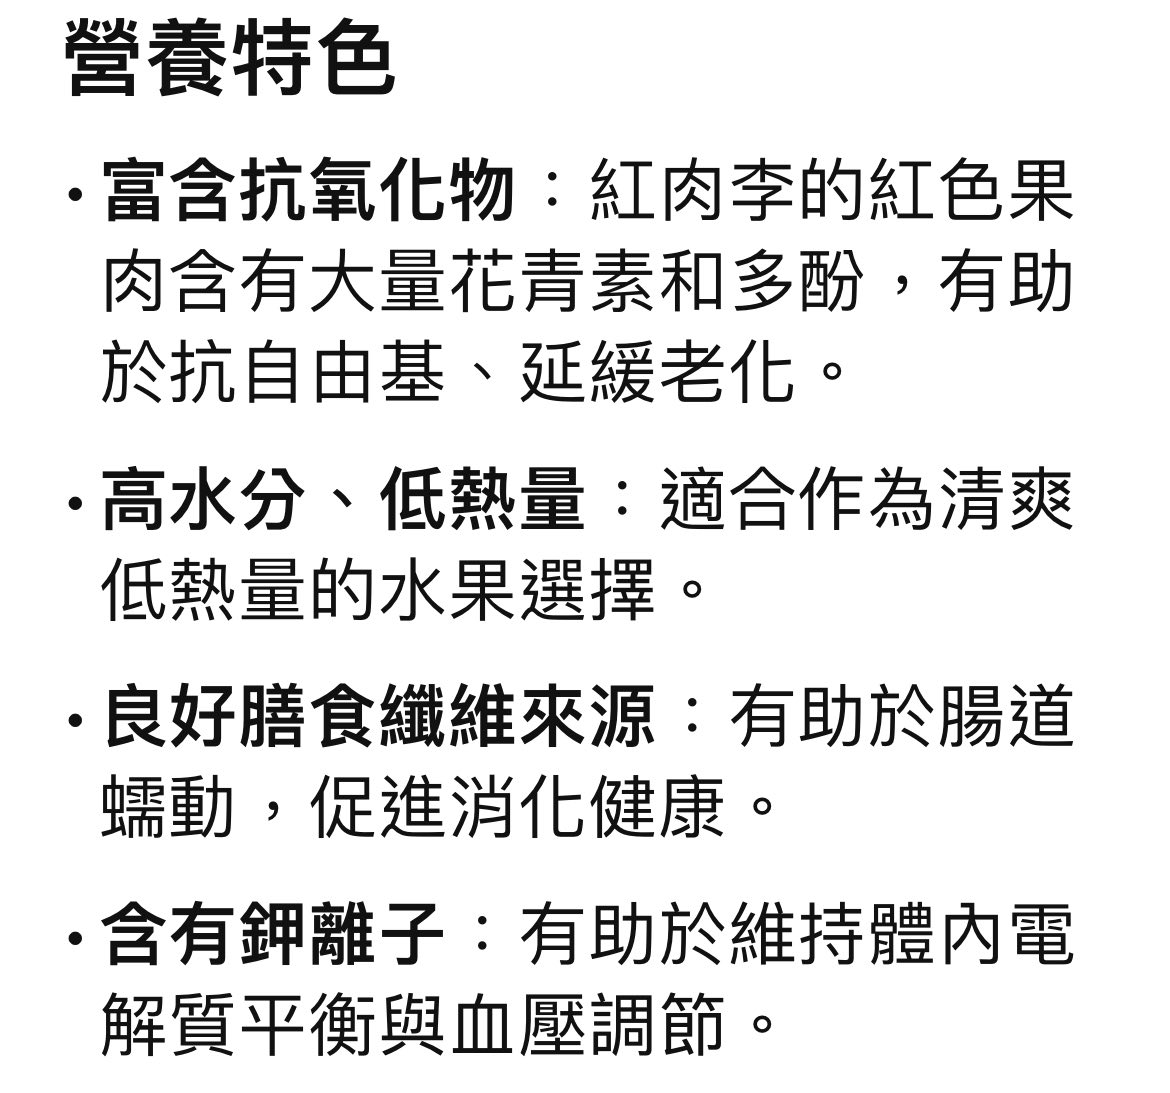 營養特色
• 富含抗氧化物：紅肉李的紅色果
肉含有大量花青素和多酚，有助
於抗自由基、延緩老化。
• 高水分、低熱量：適合作為清爽
低熱量的水果選擇。
• 良好膳食纖維來源：有助於腸道
蠕動，促進消化健康。
• 含有鉀離子：有助於維持體內電
解質平衡與血壓調節。